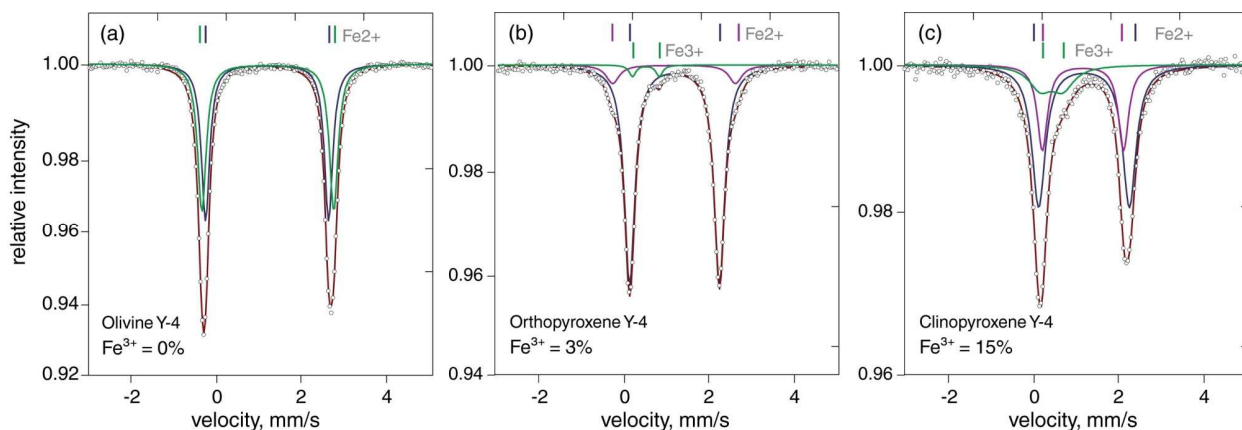 (a)
Fe2+
1.00
0.98
0.96
0.94
0.92
relative intensity
Olivine Y-4
Fe³⁺ = 0%
-2
0
2
4
velocity, mm/s
(b)
Fe2+
Fe3+
1.00
0.98
0.96
0.94
Orthopyroxene Y-4
Fe³⁺ = 3%
-2
0
2
4
velocity, mm/s
(c)
Fe2+
Fe3+
1.00
0.98
0.96
Clinopyroxene Y-4
Fe³⁺ = 15%
-2
0
2
4
velocity, mm/s